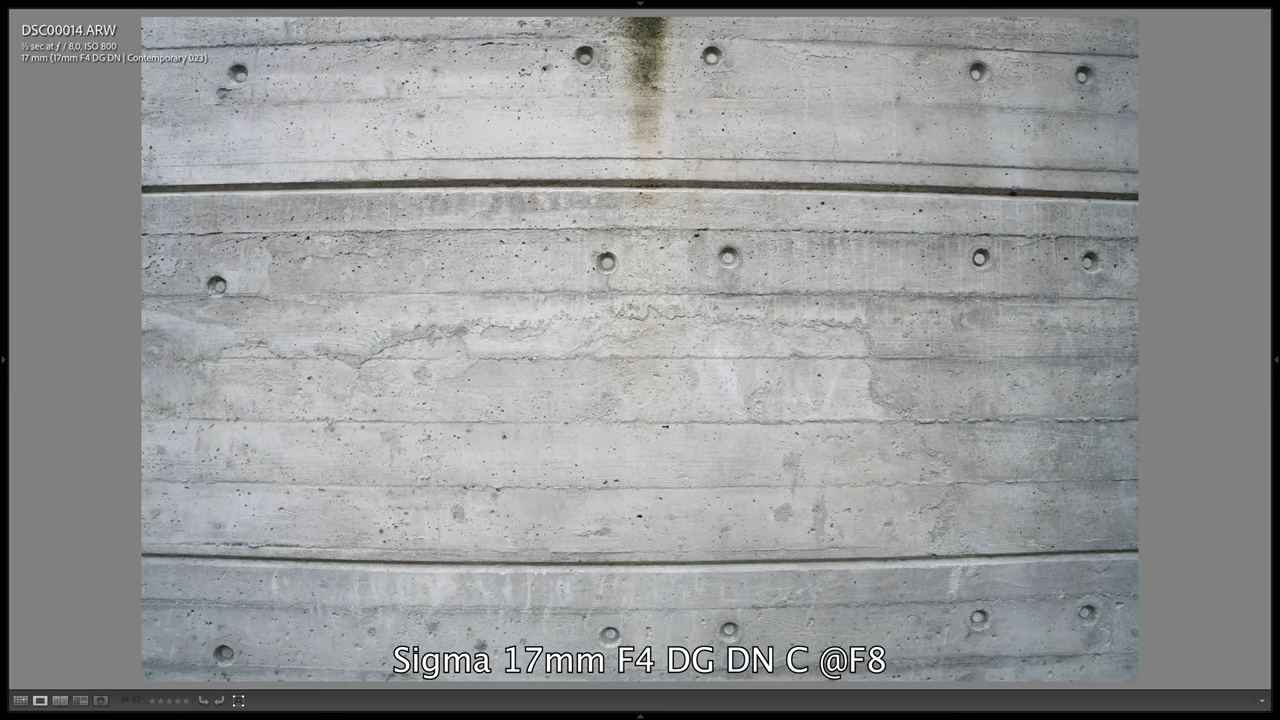 DSC00014.ARW
⅓ sec at ƒ / 8,0, ISO 800
17 mm (17mm F4 DG DN | Contemporary 023)
Sigma 17mm F4 DG DN C @F8